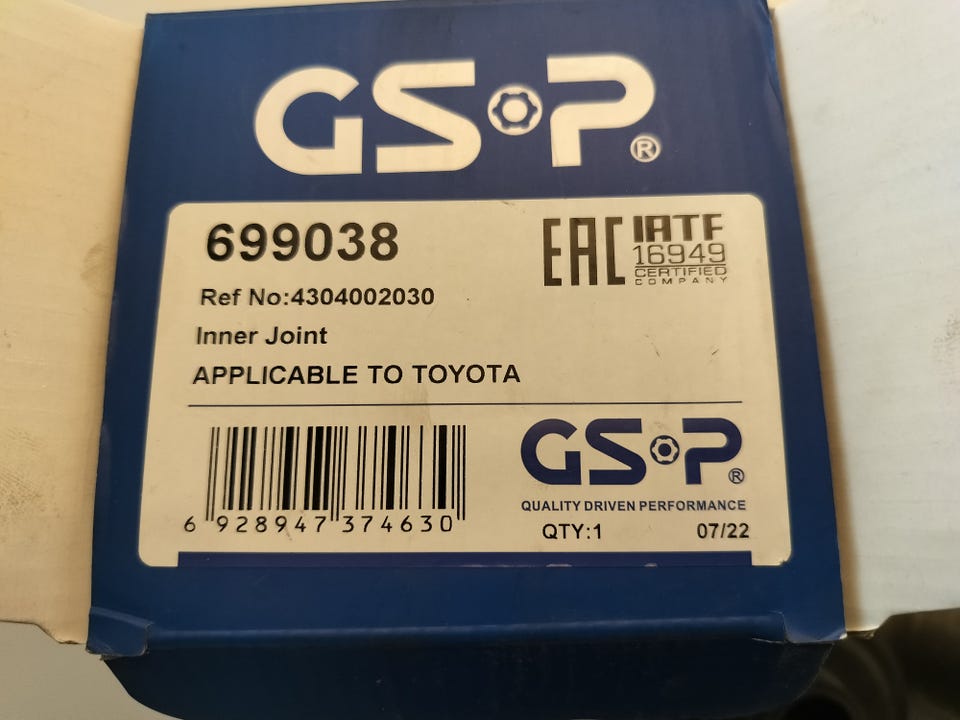 GSP®
699038
EAC
IATF
16949
CERTIFIED
COMPANY
Ref No:4304002030
Inner Joint
APPLICABLE TO TOYOTA
GSP®
QUALITY DRIVEN PERFORMANCE
6 928947 374630
QTY:1
07/22